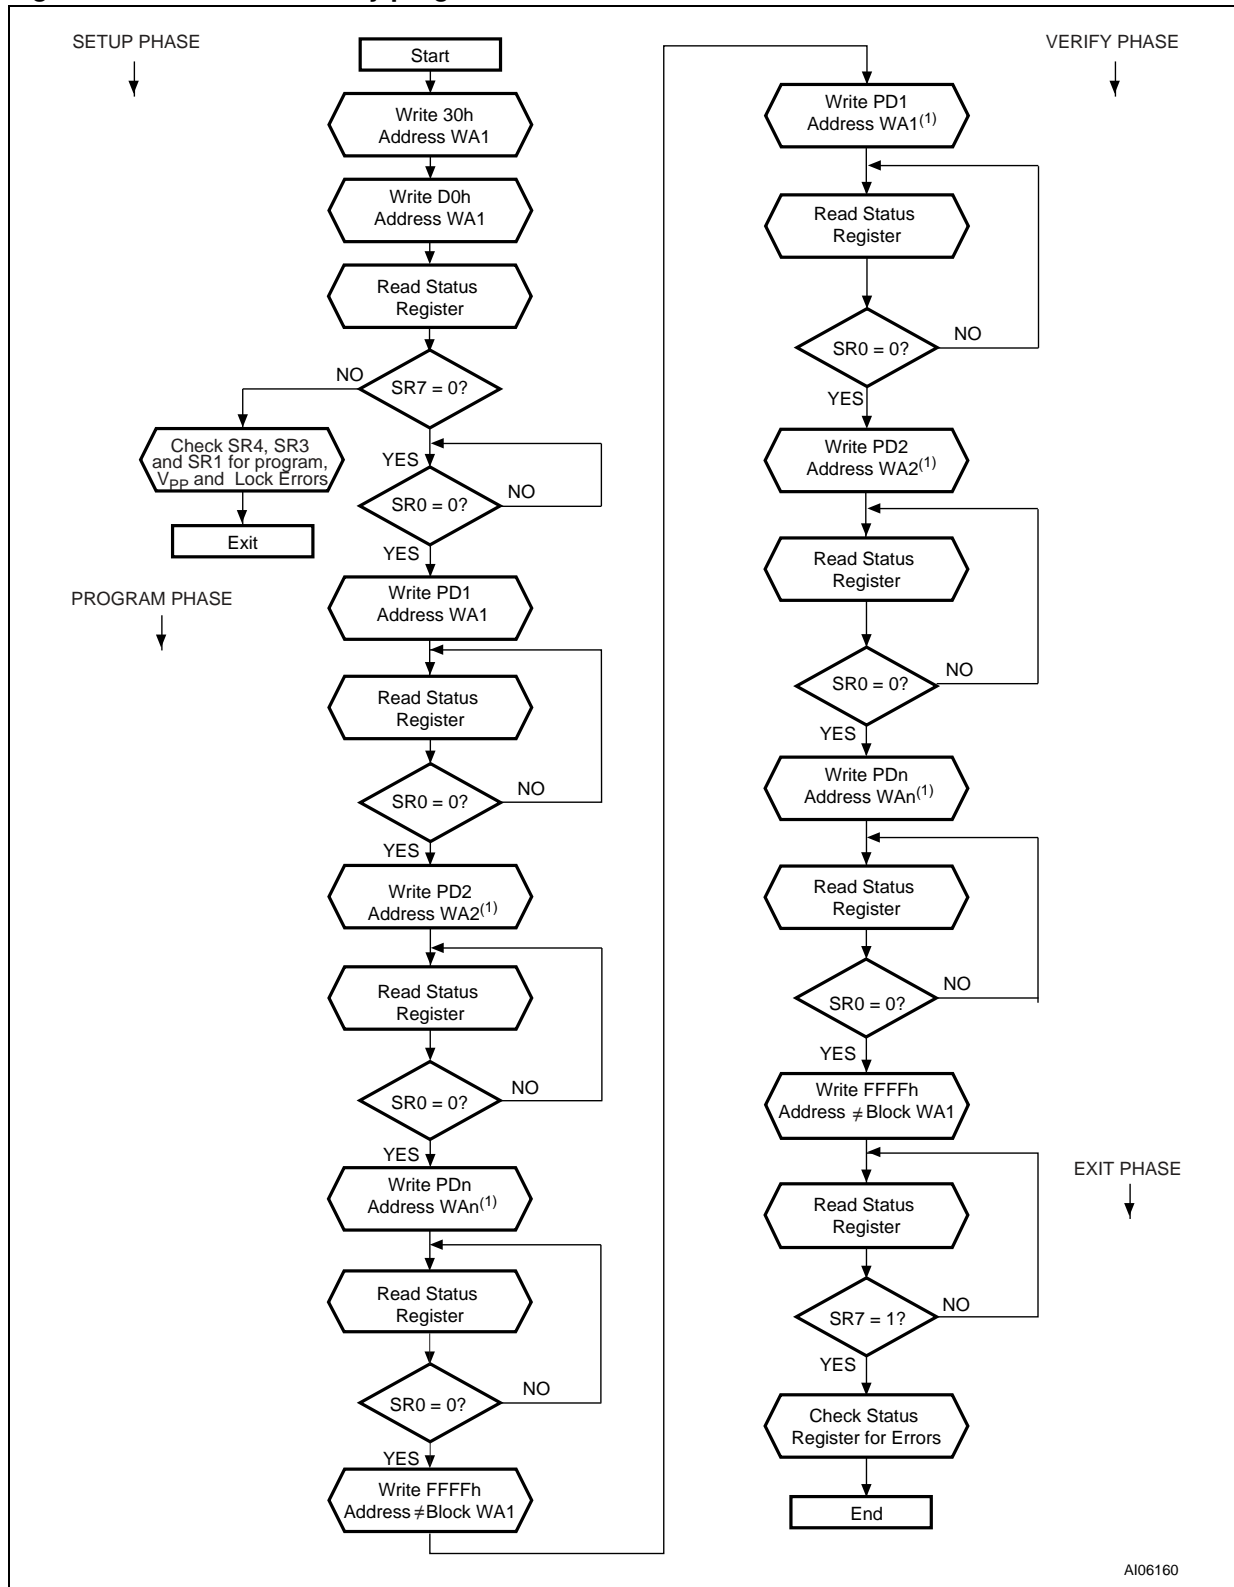 SETUP PHASE
Start
Write 30h
Address WA1
Write D0h
Address WA1
Read Status
Register
NO
SR7 = 0?
Check SR4, SR3
and SR1 for program,
VPP and Lock Errors
Exit
YES
SR0 = 0?
NO
YES
PROGRAM PHASE
Write PD1
Address WA1
Read Status
Register
SR0 = 0?
NO
YES
Write PD2
Address WA2(1)
Read Status
Register
NO
SR0 = 0?
YES
Write PDn
Address WAn(1)
Read Status
Register
NO
SR0 = 0?
YES
Write FFFFh
Address ≠Block WA1
VERIFY PHASE
Write PD1
Address WA1(1)
Read Status
Register
NO
SR0 = 0?
YES
Write PD2
Address WA2(1)
Read Status
Register
NO
SR0 = 0?
YES
Write PDn
Address WAn(1)
Read Status
Register
NO
SR0 = 0?
YES
Write FFFFh
Address ≠Block WA1
EXIT PHASE
Read Status
Register
NO
SR7 = 1?
YES
Check Status
Register for Errors
End
AI06160